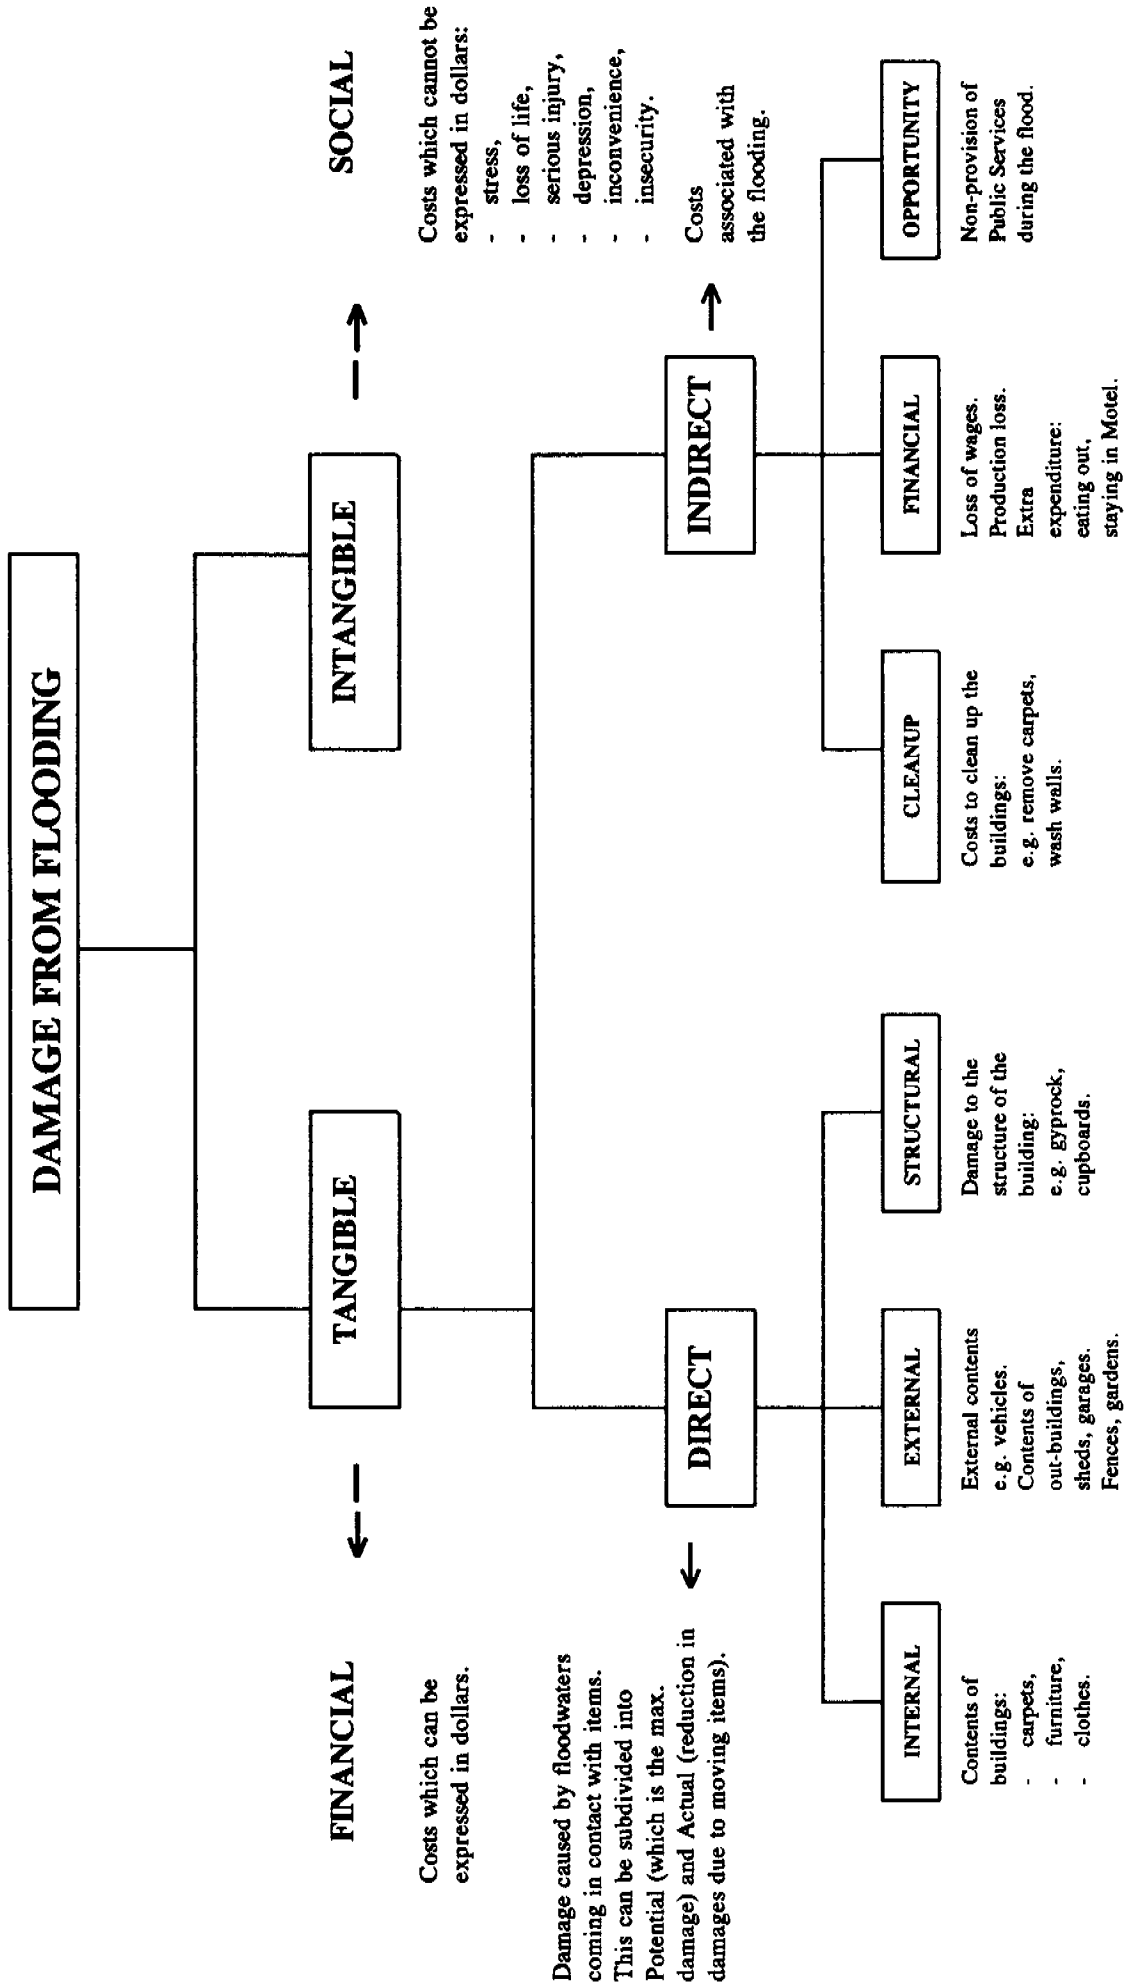 DAMAGE FROM FLOODING
FINANCIAL
TANGIBLE
INTANGIBLE
SOCIAL
Costs which can be
expressed in dollars.
Costs which cannot be
expressed in dollars:
- stress,
- loss of life,
- serious injury,
- depression,
- inconvenience,
- insecurity.
Damage caused by floodwaters
coming in contact with items.
This can be subdivided into
Potential (which is the max.
damage) and Actual (reduction in
damages due to moving items).
DIRECT
INDIRECT
Costs
associated with
the flooding.
INTERNAL
EXTERNAL
STRUCTURAL
CLEANUP
FINANCIAL
OPPORTUNITY
Contents of
buildings:
- carpets,
- furniture,
- clothes.
External contents
e.g. vehicles.
Contents of
out-buildings,
sheds, garages.
Fences, gardens.
Damage to the
structure of the
building:
e.g. gyprock,
cupboards.
Costs to clean up the
buildings:
e.g. remove carpets,
wash walls.
Loss of wages.
Production loss.
Extra
expenditure:
eating out,
staying in Motel.
Non-provision of
Public Services
during the flood.